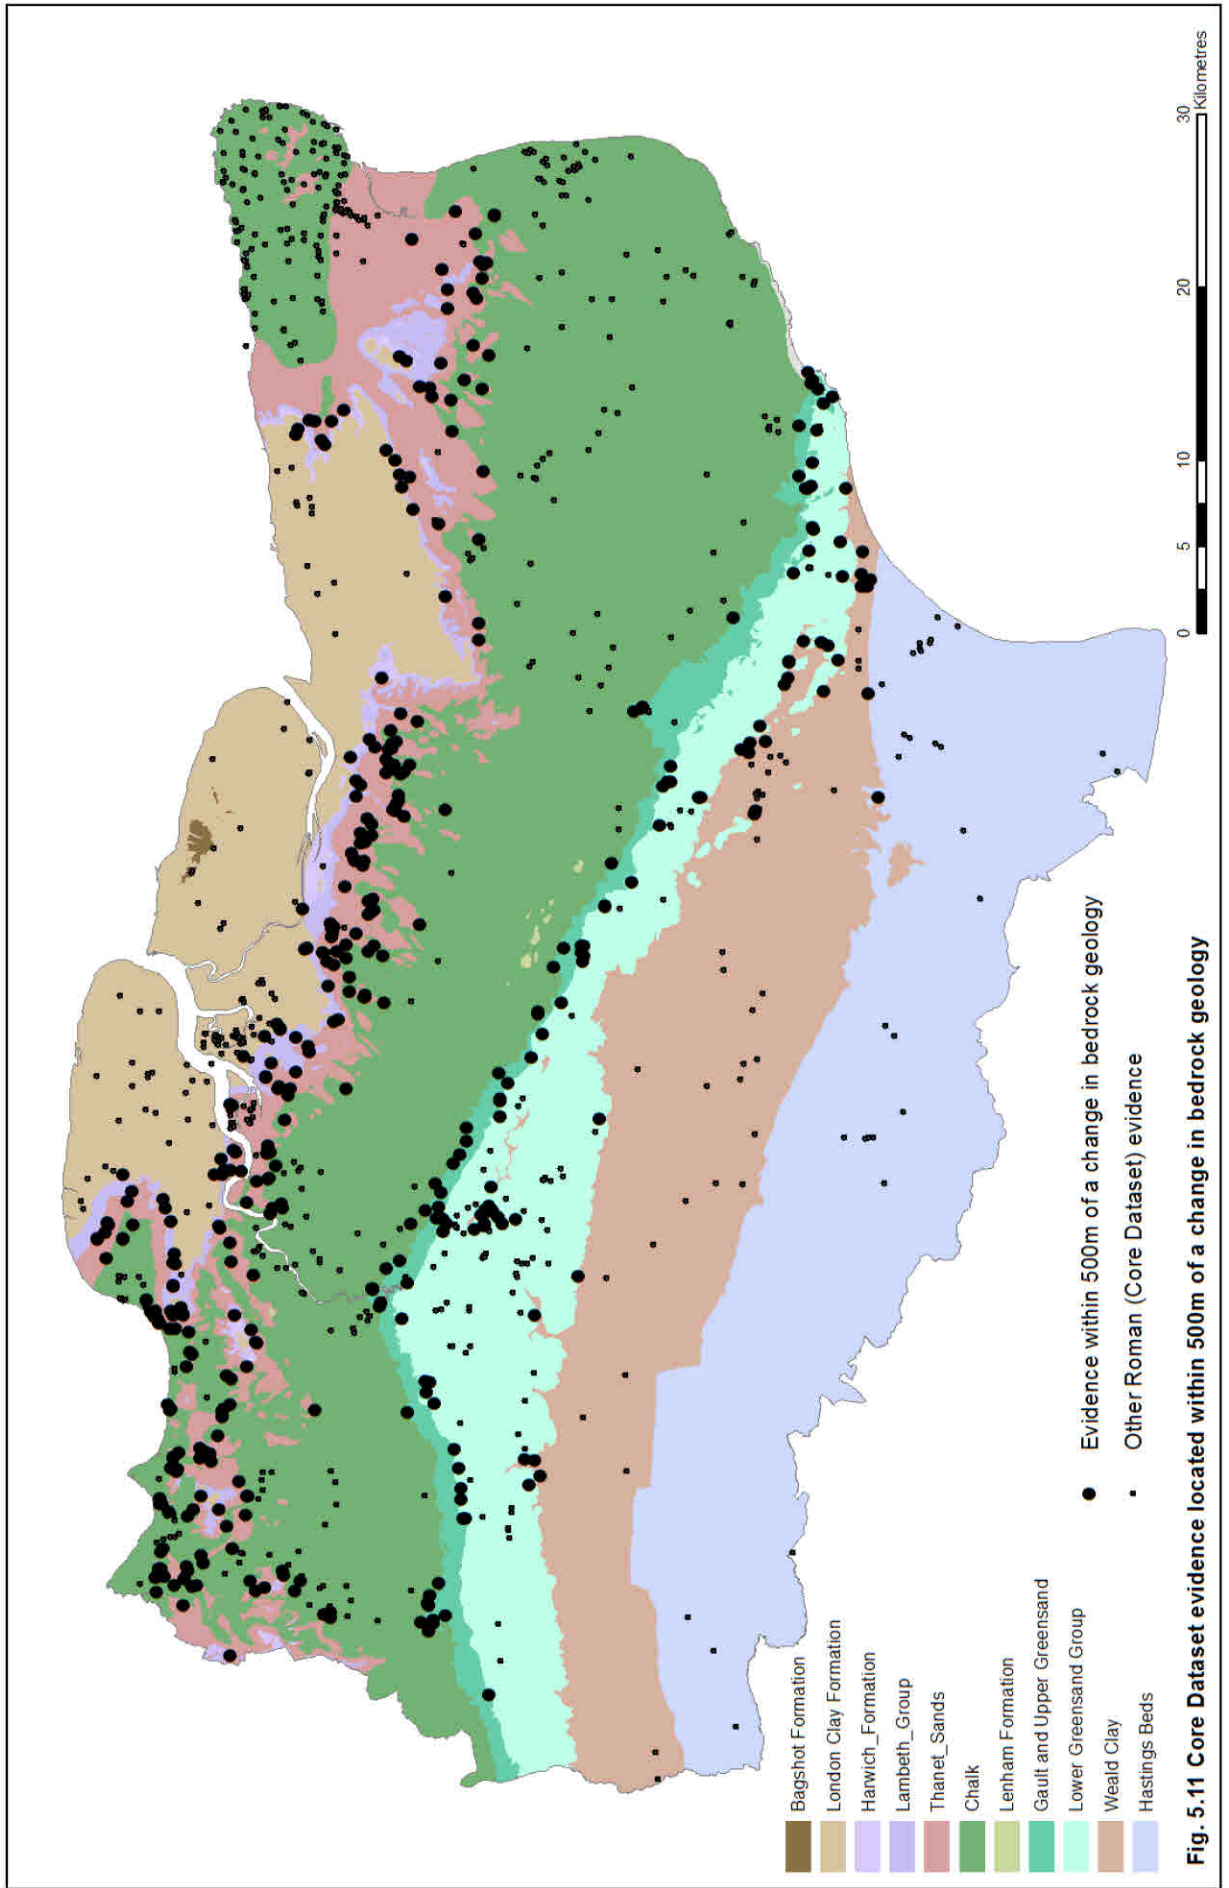 Bagshot Formation
London Clay Formation
Harwich_Formation
Lambeth_Group
Thanet_Sands
Chalk
Lenham Formation
Gault and Upper Greensand
Lower Greensand Group
Weald Clay
Hastings Beds
Evidence within 500m of a change in bedrock geology
Other Roman (Core Dataset) evidence
0 5 10 20 30
Kilometres
Fig. 5.11 Core Dataset evidence located within 500m of a change in bedrock geology